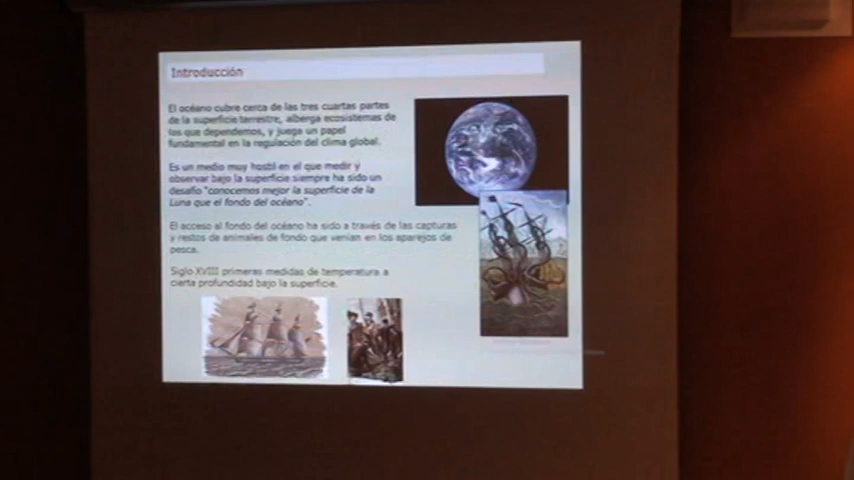 Introducción
El océano cubre cerca de las tres cuartas partes
de la superficie terrestre, alberga ecosistemas de
los que dependemos, y juega un papel
fundamental en la regulación del clima global.
Es un medio muy hostil en el que medir y
observar bajo la superficie siempre ha sido un
desafío "conocemos mejor la superficie de la
Luna que el fondo del océano".
El acceso al fondo del océano ha sido a través de las capturas
y restos de animales de fondo que venían en los aparejos de
pesca.
Siglo XVIII primeras medidas de temperatura a
cierta profundidad bajo la superficie.